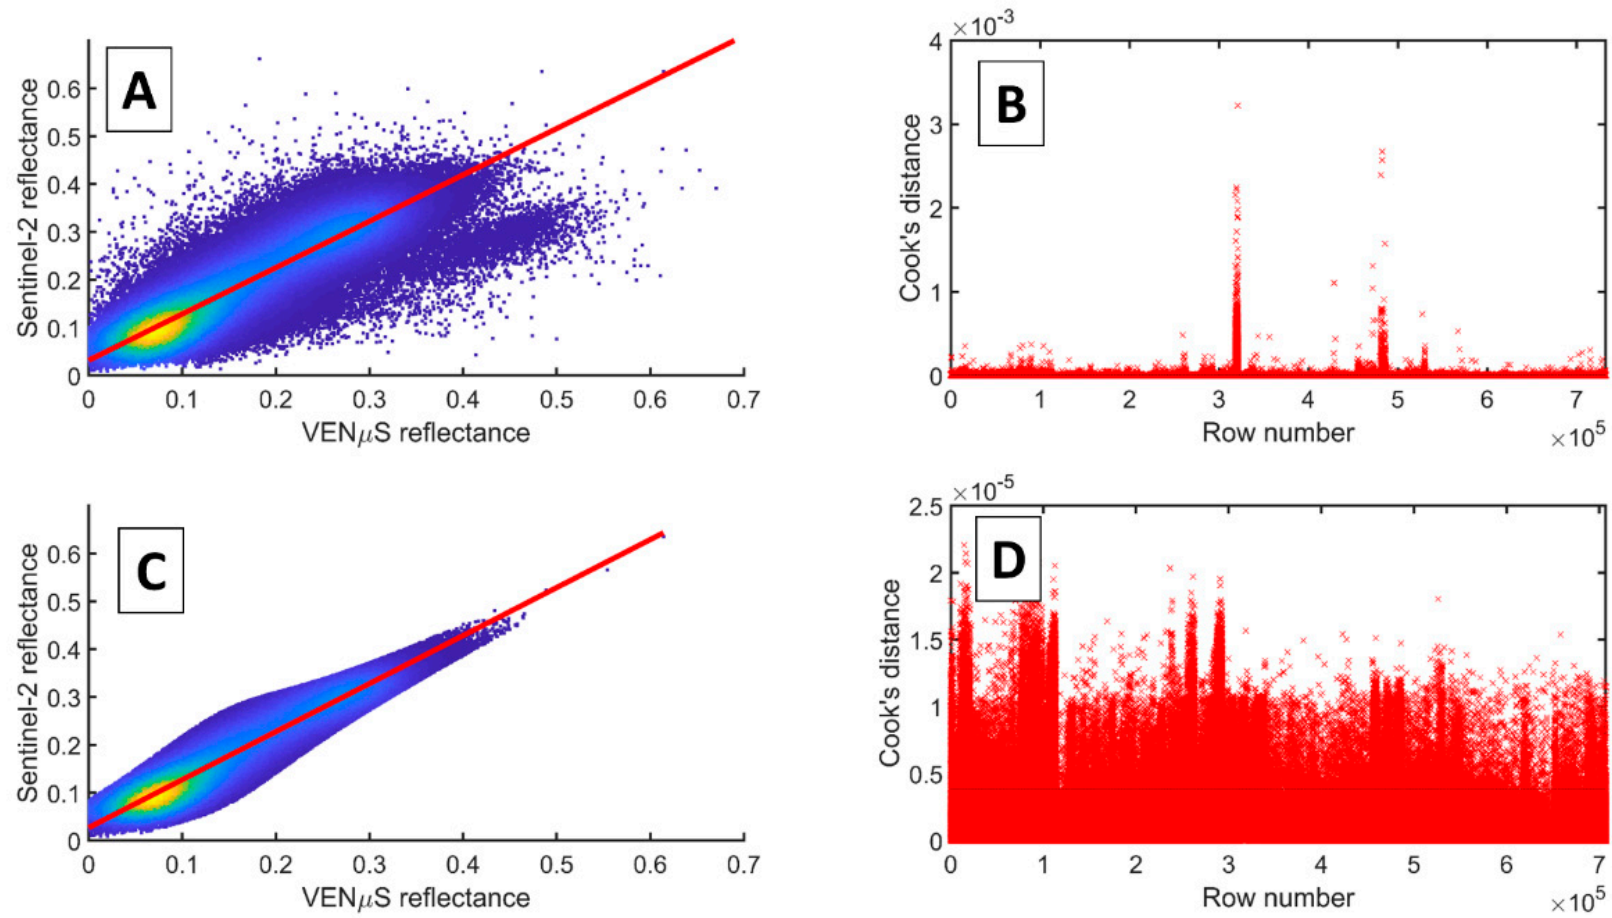 A
Sentinel-2 reflectance
0.6
0.5
0.4
0.3
0.2
0.1
0
0 0.1 0.2 0.3 0.4 0.5 0.6 0.7
VENμS reflectance
B
×10-3
Cook's distance
4
3
2
1
0
0 1 2 3 4 5 6 7
Row number
×105
C
Sentinel-2 reflectance
0.6
0.5
0.4
0.3
0.2
0.1
0
0 0.1 0.2 0.3 0.4 0.5 0.6 0.7
VENμS reflectance
D
×10-5
Cook's distance
2.5
2
1.5
1
0.5
0
0 1 2 3 4 5 6 7
Row number
×105